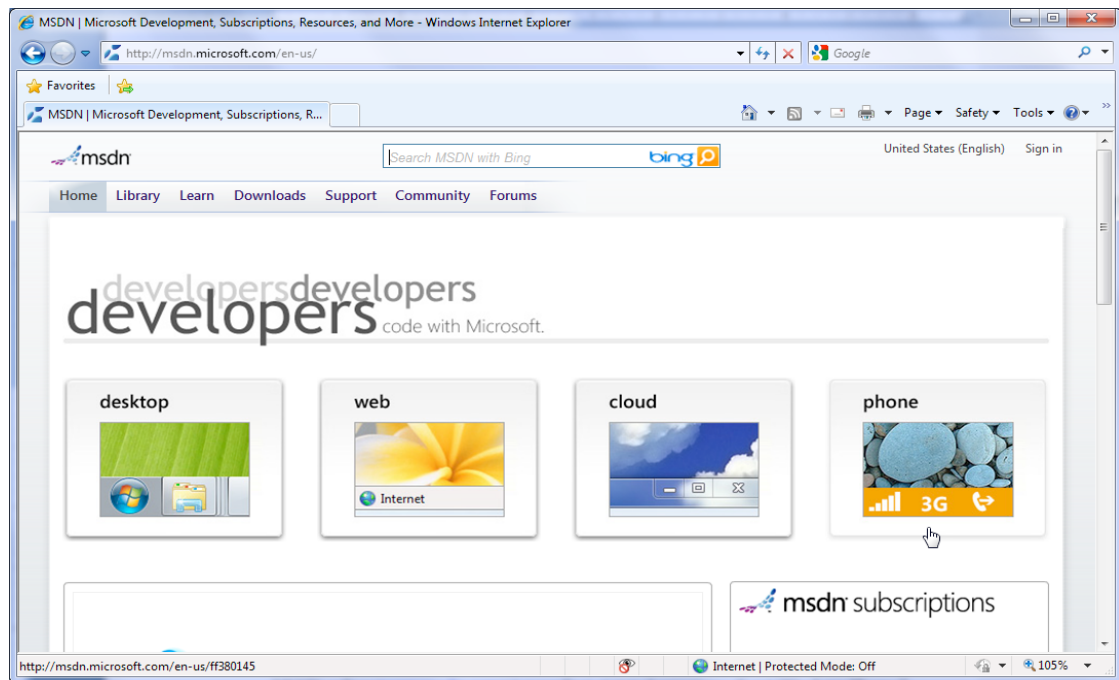 MSDN | Microsoft Development, Subscriptions, Resources, and More - Windows Internet Explorer
http://msdn.microsoft.com/en-us/
Google
Favorites
MSDN | Microsoft Development, Subscriptions, R...
Page Safety Tools
msdn
Search MSDN with Bing
bing
United States (English) Sign in
Home Library Learn Downloads Support Community Forums
developersdevelopers
developers code with Microsoft.
desktop web cloud phone
Internet
3G
msdn subscriptions
http://msdn.microsoft.com/en-us/ff380145
Internet | Protected Mode: Off
105%